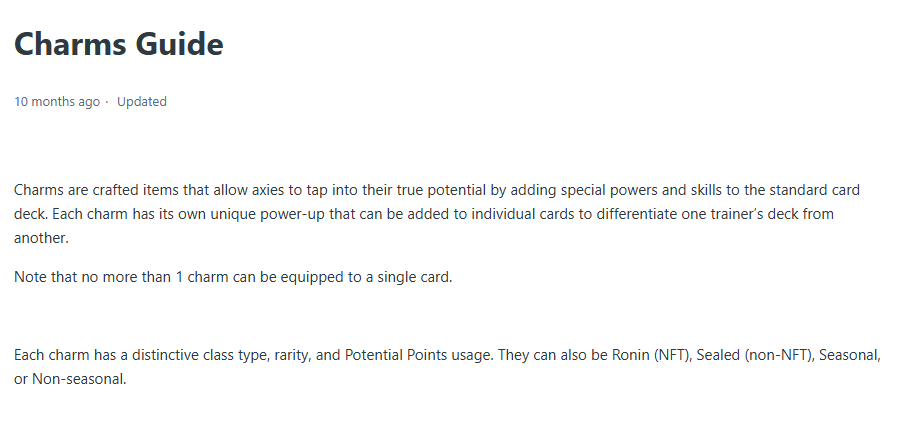 Charms Guide
10 months ago · Updated
Charms are crafted items that allow axies to tap into their true potential by adding special powers and skills to the standard card
deck. Each charm has its own unique power-up that can be added to individual cards to differentiate one trainer's deck from
another.
Note that no more than 1 charm can be equipped to a single card.
Each charm has a distinctive class type, rarity, and Potential Points usage. They can also be Ronin (NFT), Sealed (non-NFT), Seasonal,
or Non-seasonal.